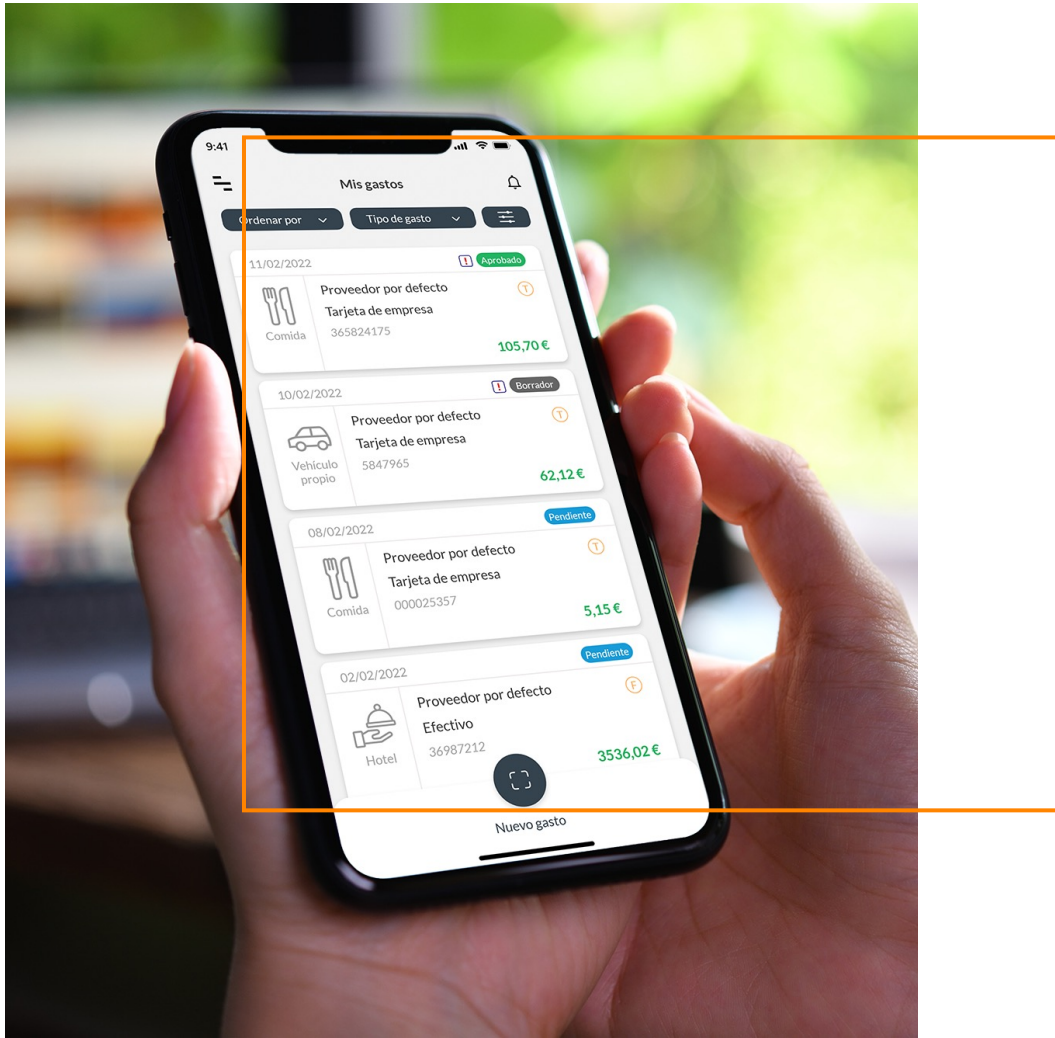 9:41
Mis gastos
Ordenar por
Tipo de gasto
11/02/2022
! Aprobado
Proveedor por defecto
T
Tarjeta de empresa
Comida
365824175
105,70 €
10/02/2022
! Borrador
Proveedor por defecto
T
Tarjeta de empresa
Vehículo
propio
5847965
62,12 €
08/02/2022
Pendiente
Proveedor por defecto
T
Tarjeta de empresa
Comida
000025357
5,15 €
02/02/2022
Pendiente
Proveedor por defecto
F
Efectivo
Hotel
36987212
3536,02 €
Nuevo gasto